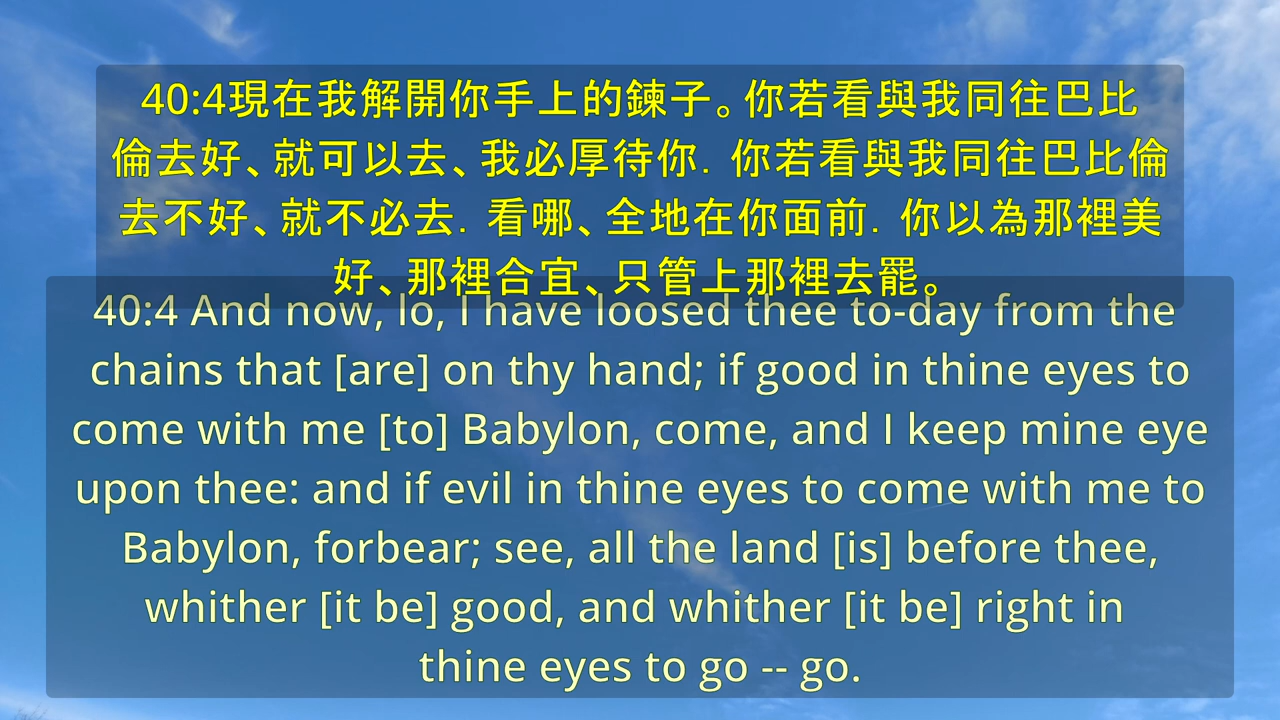 40:4現在我解開你手上的鍊子。你若看與我同往巴比
倫去好、就可以去、我必厚待你．你若看與我同往巴比倫
去不好、就不必去．看哪、全地在你面前．你以為那裡美
好、那裡合宜、只管上那裡去罷。
40:4 And now, lo, I have loosed thee to-day from the
chains that [are] on thy hand; if good in thine eyes to
come with me [to] Babylon, come, and I keep mine eye
upon thee: and if evil in thine eyes to come with me to
Babylon, forbear; see, all the land [is] before thee,
whither [it be] good, and whither [it be] right in
thine eyes to go -- go.